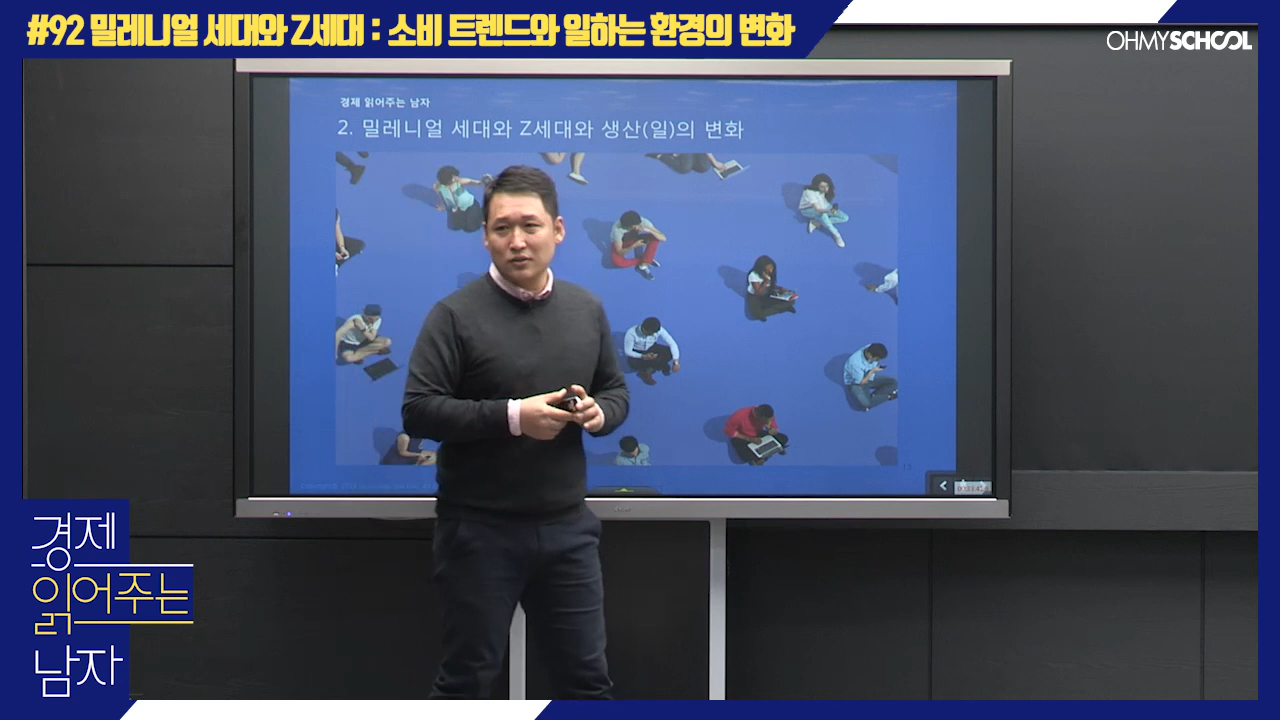 #92 밀레니얼 세대와 Z세대 : 소비 트렌드와 일하는 환경의 변화
OHMYSCHOOL
경제 읽어주는 남자
2. 밀레니얼 세대와 Z세대와 생산(일)의 변화
경제
읽어주는
남자